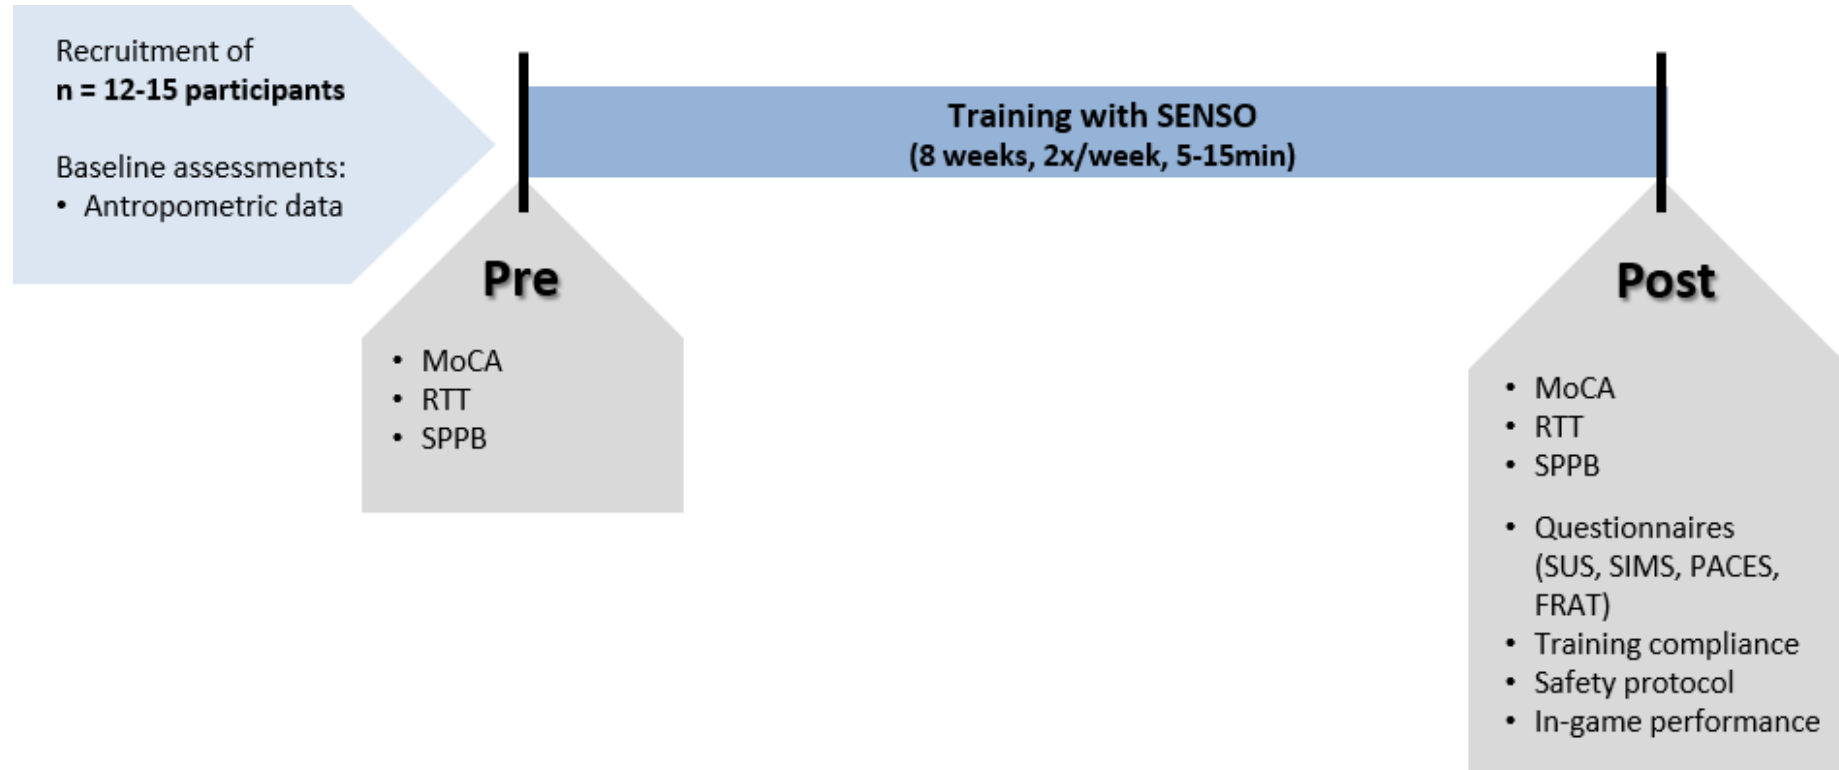 Recruitment of
n = 12-15 participants
Baseline assessments:
• Antropometric data
Training with SENSO
(8 weeks, 2x/week, 5-15min)
Pre
• MoCA
• RTT
• SPPB
Post
• MoCA
• RTT
• SPPB
• Questionnaires
(SUS, SIMS, PACES,
FRAT)
• Training compliance
• Safety protocol
• In-game performance